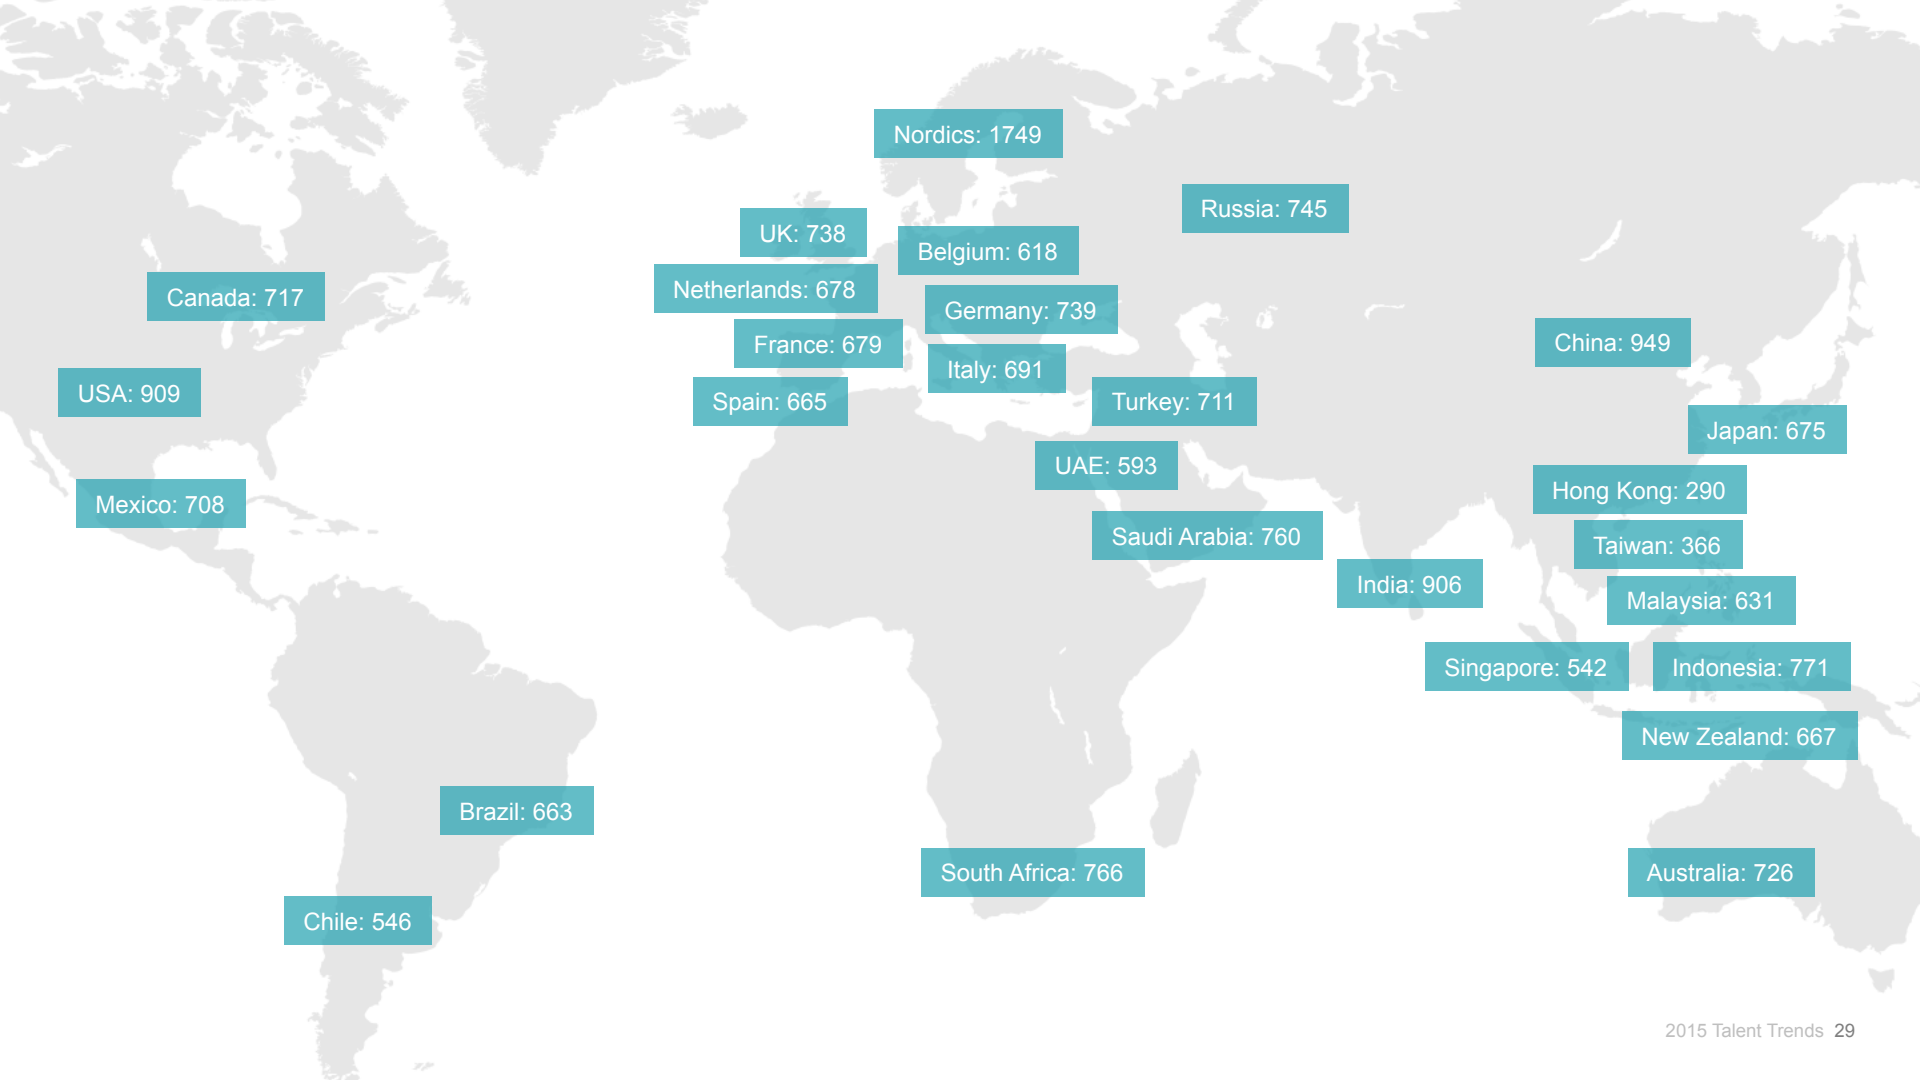 Nordics: 1749
Russia: 745
UK: 738
Belgium: 618
Netherlands: 678
Canada: 717
Germany: 739
France: 679
China: 949
Italy: 691
USA: 909
Spain: 665
Turkey: 711
Japan: 675
UAE: 593
Hong Kong: 290
Mexico: 708
Saudi Arabia: 760
Taiwan: 366
India: 906
Malaysia: 631
Singapore: 542
Indonesia: 771
New Zealand: 667
Brazil: 663
South Africa: 766
Australia: 726
Chile: 546
2015 Talent Trends 29